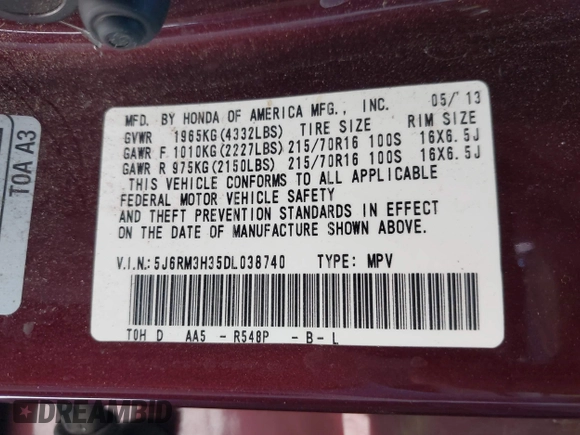 MFD. BY HONDA OF AMERICA MFG., INC. 05/'13
GVWR 1965KG(4332LBS) TIRE SIZE RIM SIZE
GAWR F 1010KG(2227LBS) 215/70R16 100S 16X6.5J
GAWR R 975KG(2150LBS) 215/70R16 100S 16X6.5J
THIS VEHICLE CONFORMS TO ALL APPLICABLE
FEDERAL MOTOR VEHICLE SAFETY
AND THEFT PREVENTION STANDARDS IN EFFECT
ON THE DATE OF MANUFACTURE SHOWN ABOVE.
V.I.N.:5J6RM3H35DL038740 TYPE: MPV
TOH D AA5 - R548P - B - L
TOA A3
DREAMBID